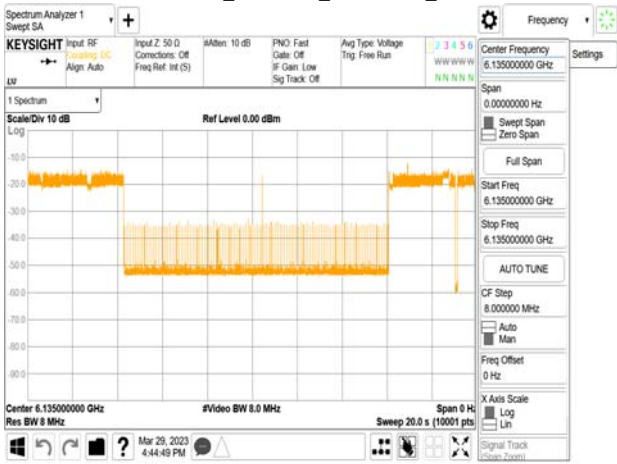 Spectrum Analyzer 1
Swept SA
Frequency
KEYSIGHT
Input: RF
Coupling: DC
Align: Auto
Input Z: 50 Ω
Corrections: Off
Freq Ref: Int (S)
#Atten: 10 dB
PNO: Fast
Gate: Off
IF Gain: Low
Sig Track: Off
Avg Type: Voltage
Trig: Free Run
1 2 3 4 5 6
W W W W W
N N N N N
LXI
Center Frequency
6.135000000 GHz
Settings
Span
0.00000000 Hz
Swept Span
Zero Span
Full Span
Start Freq
6.135000000 GHz
Stop Freq
6.135000000 GHz
AUTO TUNE
CF Step
8.000000 MHz
Auto
Man
Freq Offset
0 Hz
X Axis Scale
Log
Lin
Signal Track
(Span Zoom)
1 Spectrum
Scale/Div 10 dB
Ref Level 0.00 dBm
Log
-10.0
-20.0
-30.0
-40.0
-50.0
-60.0
-70.0
-80.0
-90.0
Center 6.135000000 GHz
#Video BW 8.0 MHz
Span 0 Hz
Res BW 8 MHz
Sweep 20.0 s (10001 pts
Mar 29, 2023
4:44:49 PM